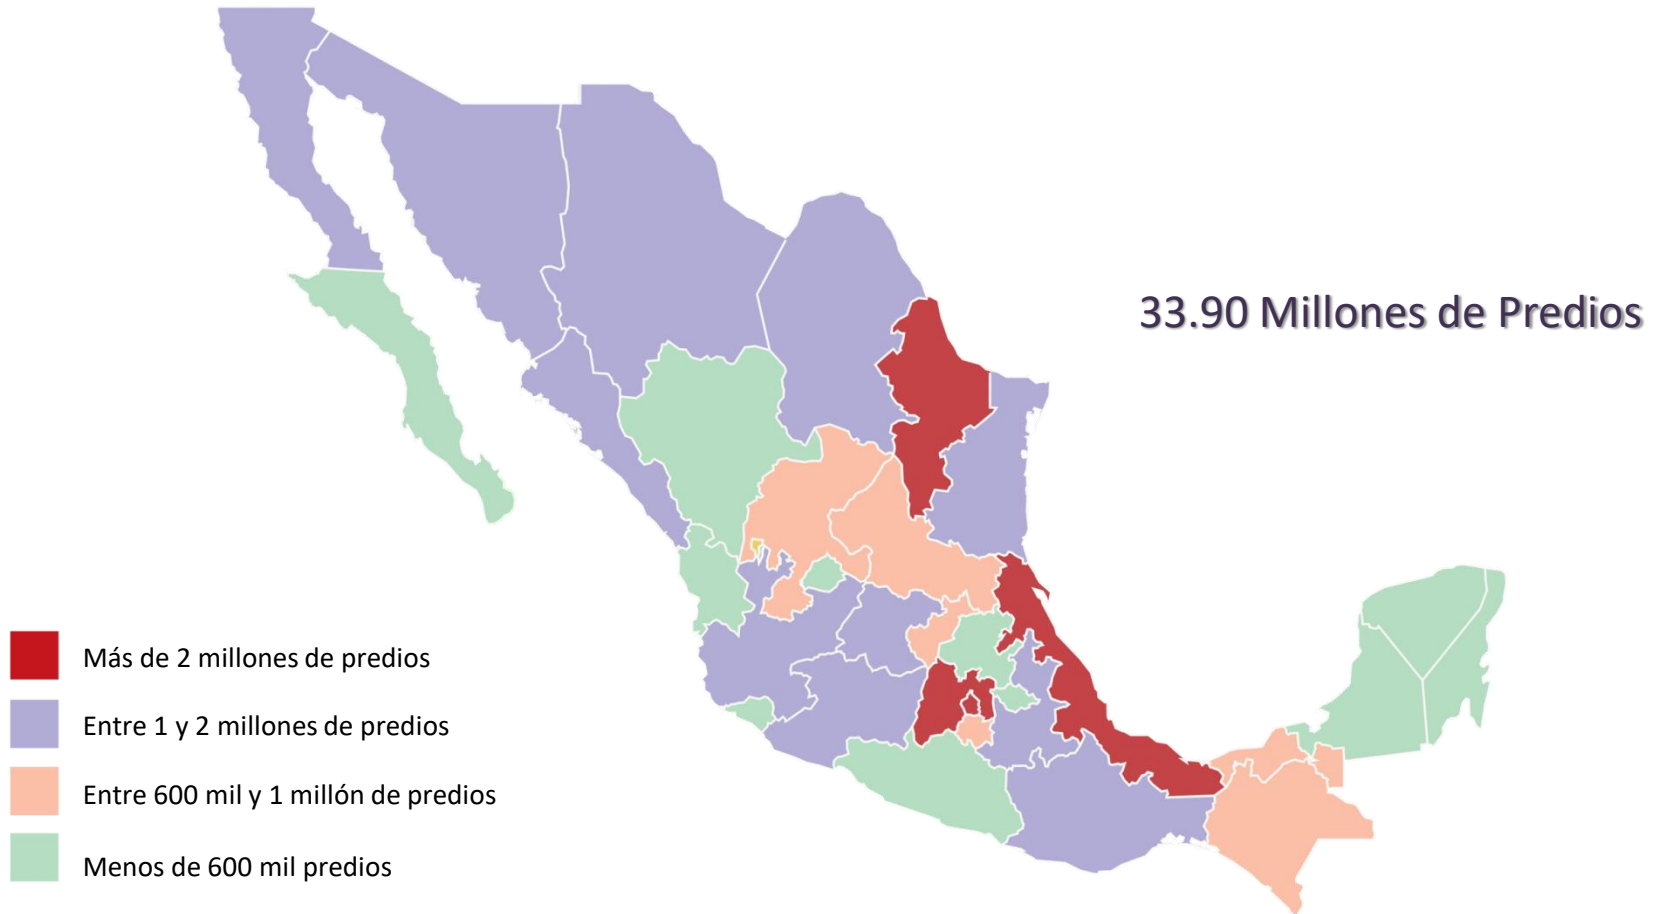 33.90 Millones de Predios
Más de 2 millones de predios
Entre 1 y 2 millones de predios
Entre 600 mil y 1 millón de predios
Menos de 600 mil predios